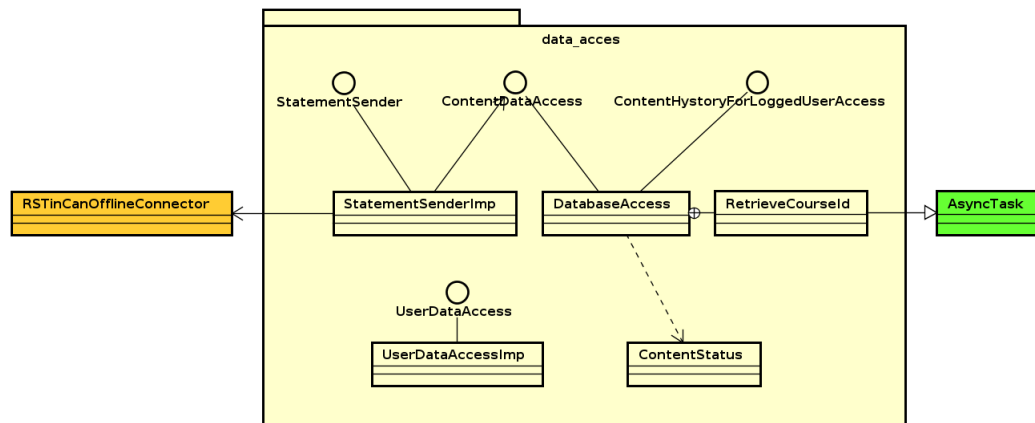 data_acces
StatementSender
ContentDataAccess
ContentHystoryForLoggedUserAccess
RSTinCanOfflineConnector
StatementSenderImp
DatabaseAccess
RetrieveCourseId
AsyncTask
UserDataAccess
UserDataAccessImp
ContentStatus